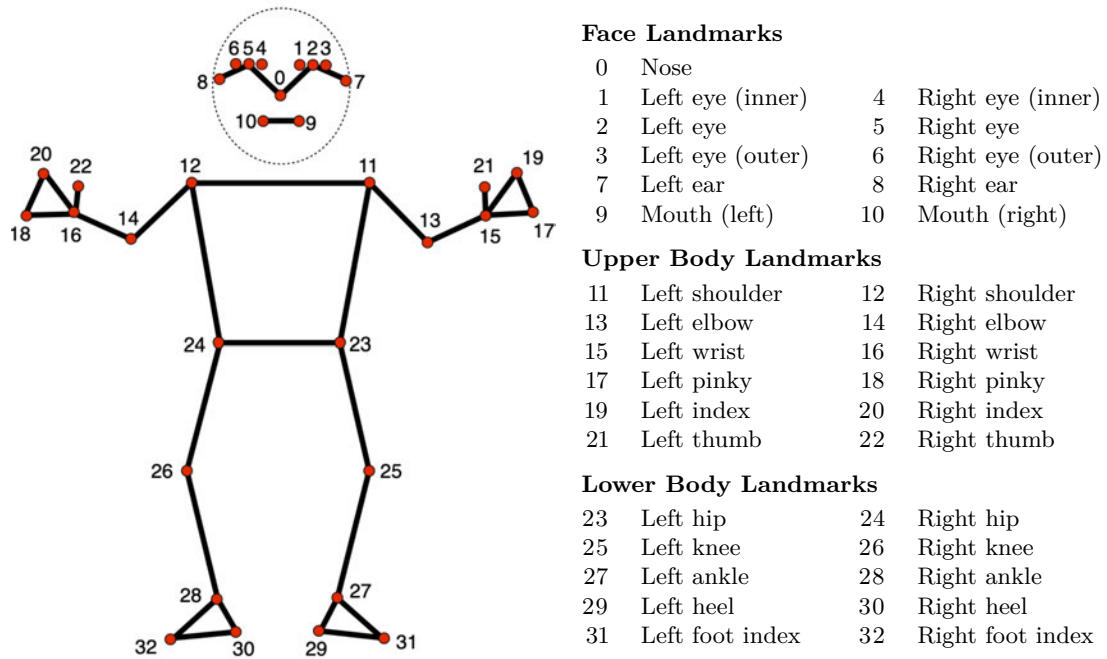 654 123
0
8 7
10 9
20 22 12 11 21 19
18 16 14 13 15 17
24 23
26 25
28 27
32 30 29 31
Face Landmarks
0 Nose
1 Left eye (inner) 4 Right eye (inner)
2 Left eye 5 Right eye
3 Left eye (outer) 6 Right eye (outer)
7 Left ear 8 Right ear
9 Mouth (left) 10 Mouth (right)
Upper Body Landmarks
11 Left shoulder 12 Right shoulder
13 Left elbow 14 Right elbow
15 Left wrist 16 Right wrist
17 Left pinky 18 Right pinky
19 Left index 20 Right index
21 Left thumb 22 Right thumb
Lower Body Landmarks
23 Left hip 24 Right hip
25 Left knee 26 Right knee
27 Left ankle 28 Right ankle
29 Left heel 30 Right heel
31 Left foot index 32 Right foot index